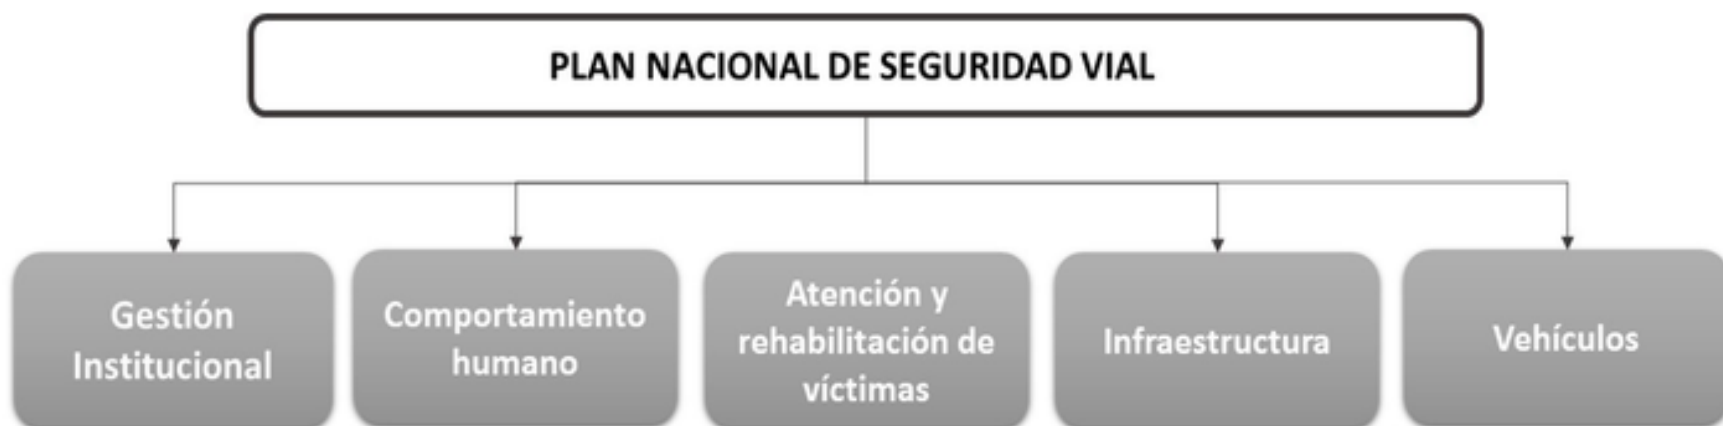 PLAN NACIONAL DE SEGURIDAD VIAL
Gestión
Institucional
Comportamiento
humano
Atención y
rehabilitación de
víctimas
Infraestructura
Vehículos